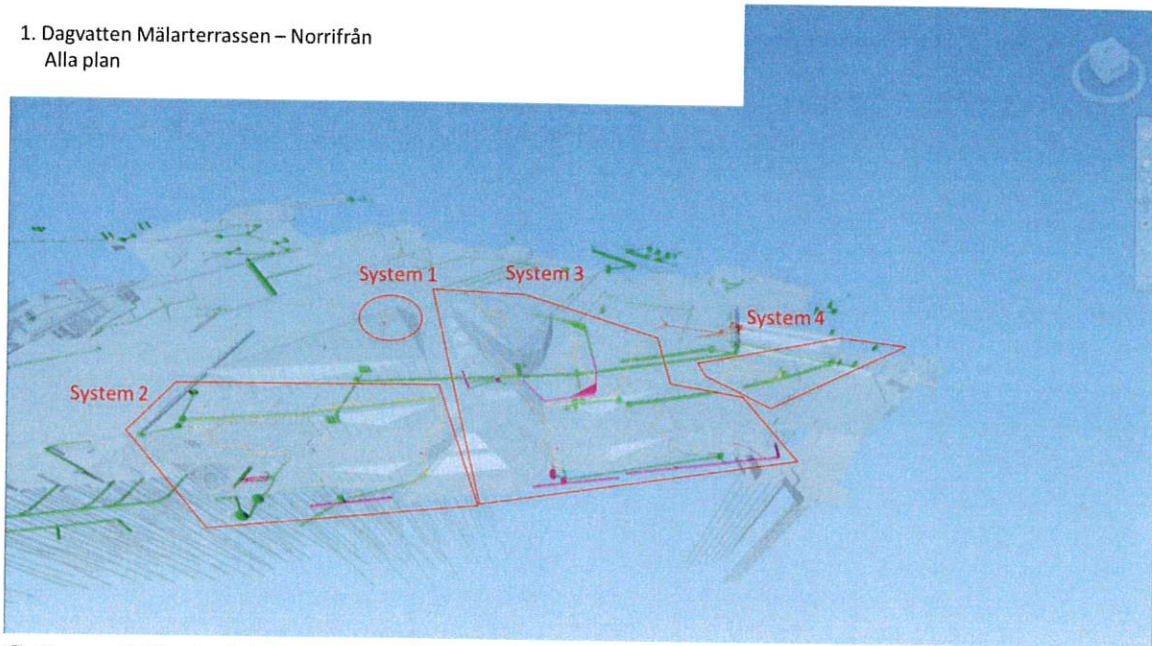 1. Dagvatten Mälarterrassen – Norrifrån
Alla plan
System 1
System 3
System 4
System 2